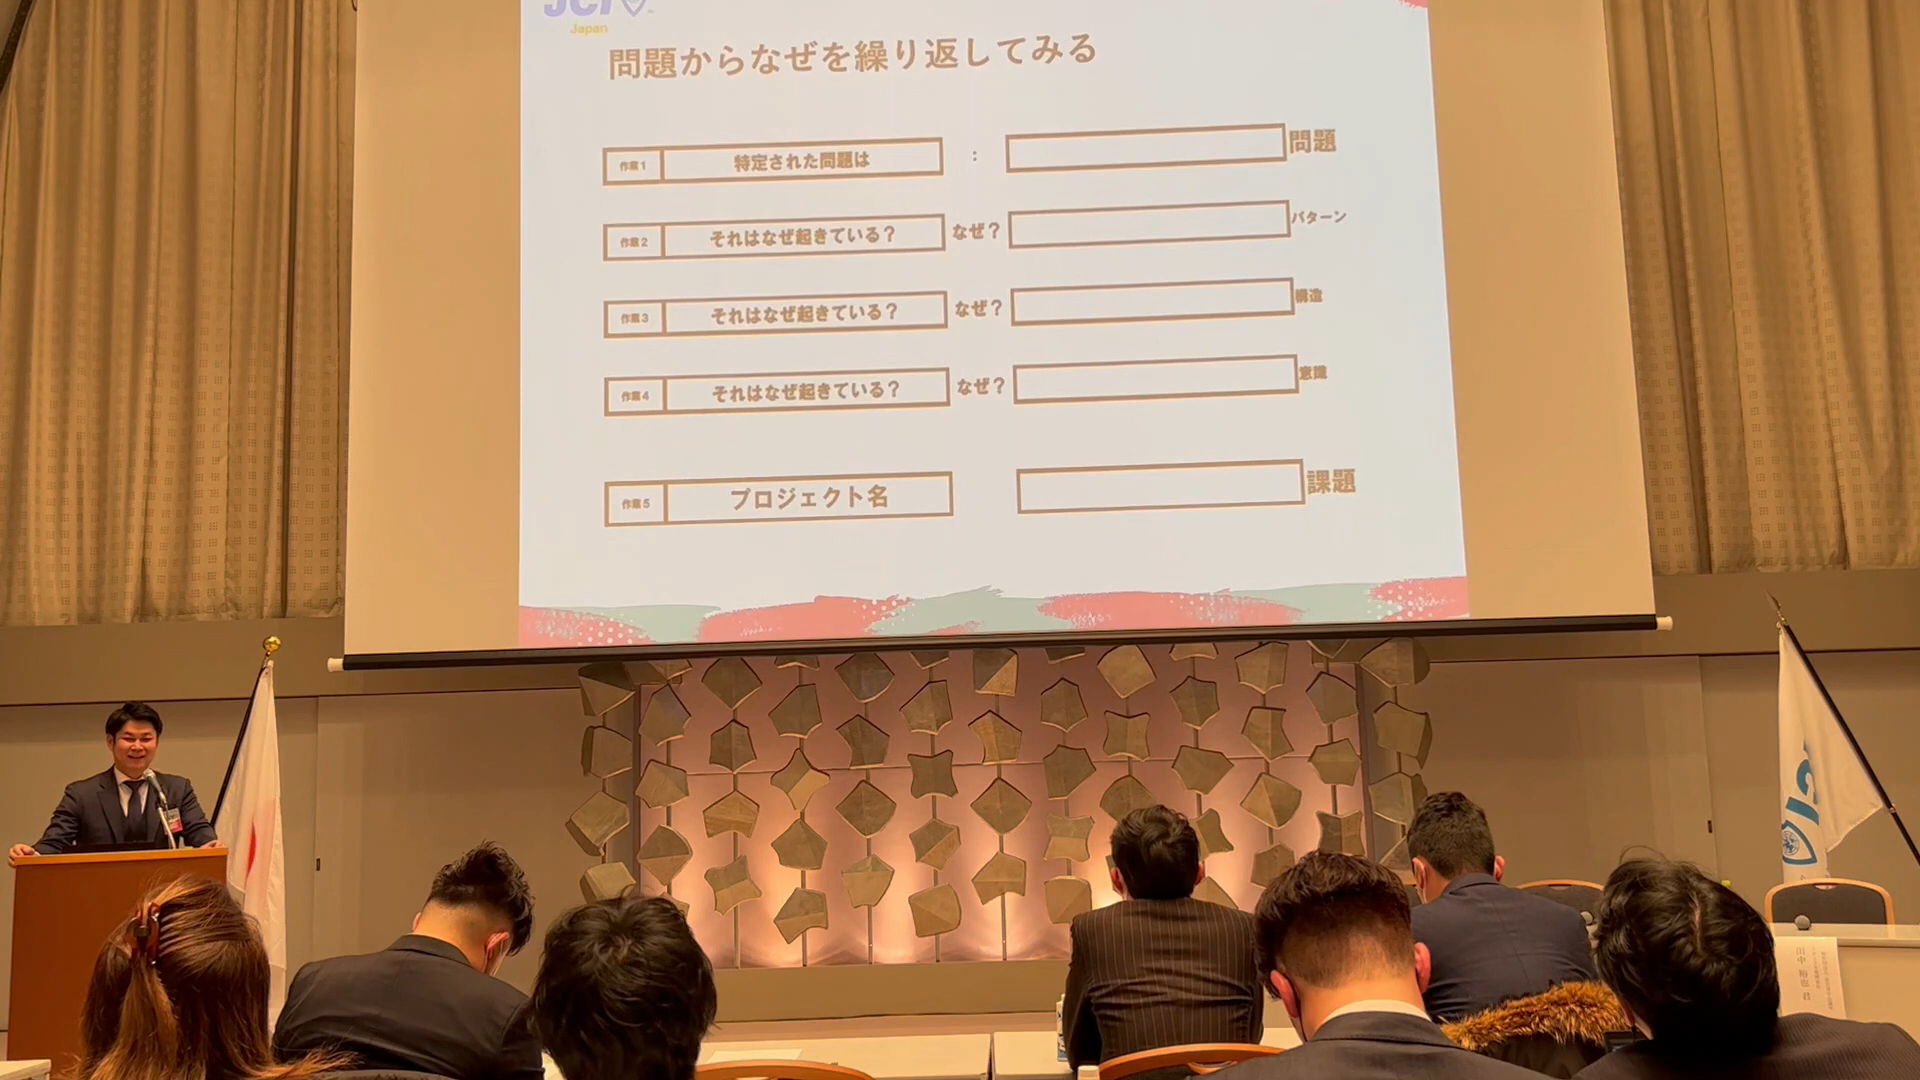 JCI
Japan
問題からなぜを繰り返してみる
作業1 特定された問題は : 問題
作業2 それはなぜ起きている? なぜ? パターン
作業3 それはなぜ起きている? なぜ? 構造
作業4 それはなぜ起きている? なぜ? 意識
作業5 プロジェクト名 課題
JCI